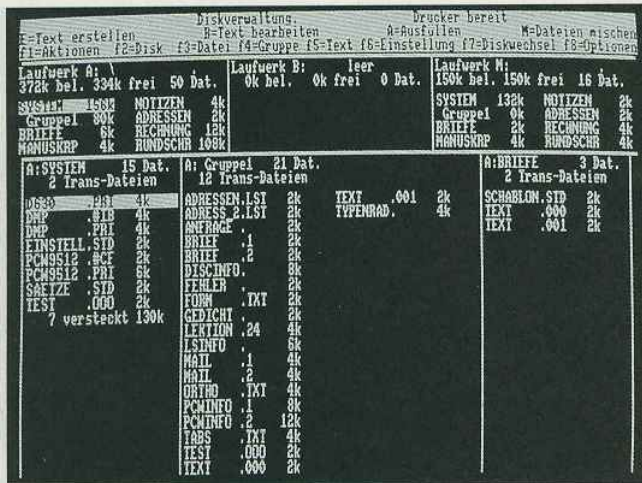 Diskverwaltung. Drucker bereit
E=Text erstellen B=Text bearbeiten A=Ausfüllen M=Dateien mischen
f1=Aktionen f2=Disk f3=Datei f4=Gruppe f5=Text f6=Einstellung f7=Diskwechsel f8=Optionen
Laufwerk A:
372k bel. 334k frei 50 Dat.
SYSTEM 156k NOTIZEN 4k
Gruppe1 80k ADRESSEN 2k
BRIEFE 6k RECHNUNG 12k
MANUSKRP 4k RUNDSCHR 108k
Laufwerk B: leer
0k bel. 0k frei 0 Dat.
Laufwerk M:
150k bel. 150k frei 16 Dat.
SYSTEM 132k NOTIZEN 2k
Gruppe1 0k ADRESSEN 2k
BRIEFE 2k RECHNUNG 4k
MANUSKRP 4k RUNDSCHR 4k
A:SYSTEM 15 Dat.
2 Trans-Dateien
D630 .PRI 4k
DMP .#IB 4k
DMP .PRI 4k
EINSTELL.STD 2k
PCW9512 .#CF 2k
PCW9512 .PRI 6k
SAETZE .STD 2k
TEST .000 2k
7 versteckt 130k
A: Gruppe1 21 Dat.
12 Trans-Dateien
ADRESSEN.LST 2k
ADRESS_2.LST 2k
ANFRAGE . 2k
BRIEF .1 2k
BRIEF .2 2k
DISCINFO. 8k
FEHLER . 2k
FORM .TXT 2k
GEDICHT . 2k
LEKTION .24 4k
LSINFO . 6k
MAIL .1 4k
MAIL .2 4k
ORTHO .TXT 4k
PCWINFO .1 8k
PCWINFO .2 12k
TABS .TXT 4k
TEST .000 2k
TEXT .000 2k
TEXT .001 2k
TYPENRAD. 4k
A:BRIEFE 3 Dat.
2 Trans-Dateien
SCHABLON.STD 2k
TEXT .000 2k
TEXT .001 2k